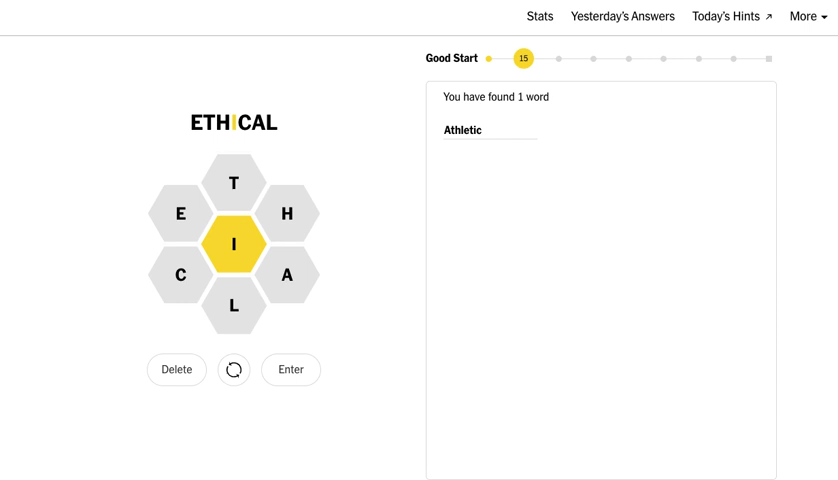 Stats Yesterday's Answers Today's Hints ↗ More
Good Start 15
You have found 1 word
Athletic
ETHICAL
T
E H
I
C A
L
Delete Enter